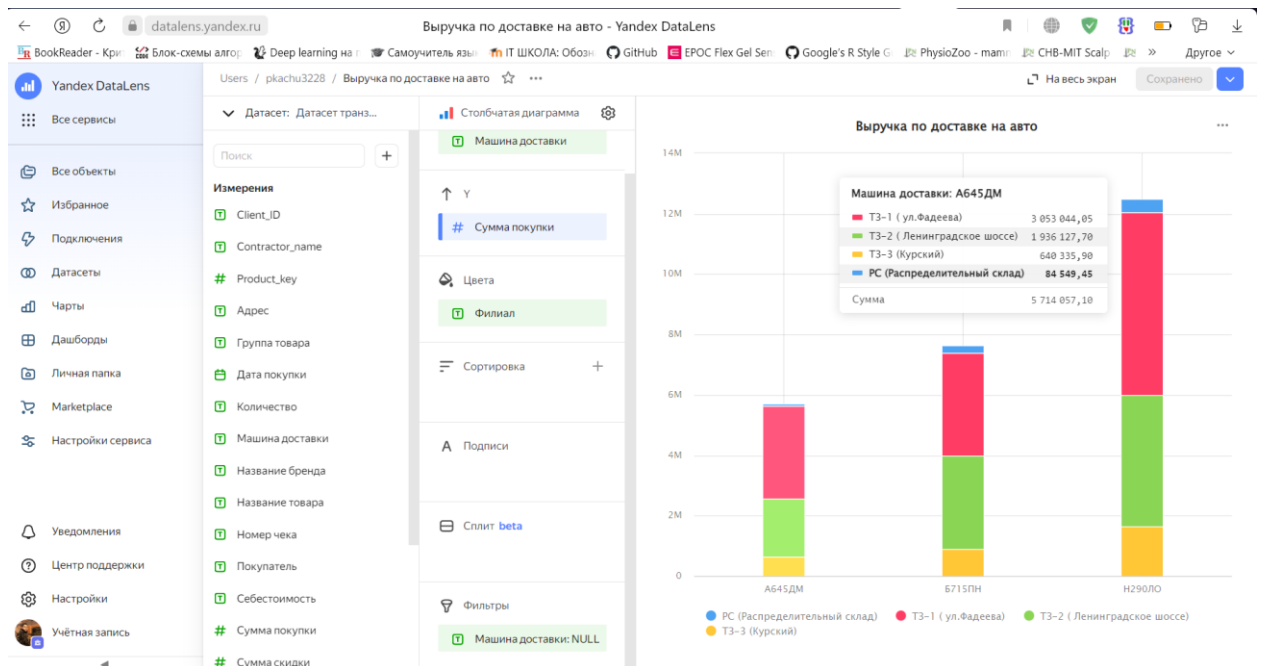 datalens.yandex.ru
Выручка по доставке на авто - Yandex DataLens
BookReader - Кри
Блок-схемы алгор
Deep learning на п
Самоучитель язык
IT ШКОЛА: Обозн
GitHub
EPOC Flex Gel Sen
Google's R Style G
PhysioZoo - mamm
CHB-MIT Scalp
»
Другое
Yandex DataLens
Все сервисы
Все объекты
Избранное
Подключения
Датасеты
Чарты
Дашборды
Личная папка
Marketplace
Настройки сервиса
Уведомления
Центр поддержки
Настройки
Учётная запись
Users / pkachu3228 / Выручка по доставке на авто
На весь экран
Сохранено
Датасет: Датасет транз...
Поиск
+
Измерения
Client_ID
Contractor_name
# Product_key
Адрес
Группа товара
Дата покупки
Количество
Машина доставки
Название бренда
Название товара
Номер чека
Покупатель
Себестоимость
# Сумма покупки
# Сумма скидки
Столбчатая диаграмма
Машина доставки
Y
# Сумма покупки
Цвета
Филиал
Сортировка +
Подписи
Сплит beta
Фильтры
Машина доставки: NULL
Выручка по доставке на авто
14M
12M
10M
8M
6M
4M
2M
0
Машина доставки: А645ДМ
ТЗ-1 ( ул.Фадеева) 3 053 044,05
ТЗ-2 ( Ленинградское шоссе) 1 936 127,70
ТЗ-3 (Курский) 640 335,90
РС (Распределительный склад) 84 549,45
Сумма 5 714 057,10
А645ДМ
Б715ПН
Н290ЛО
РС (Распределительный склад) ТЗ-1 ( ул.Фадеева) ТЗ-2 ( Ленинградское шоссе)
ТЗ-3 (Курский)